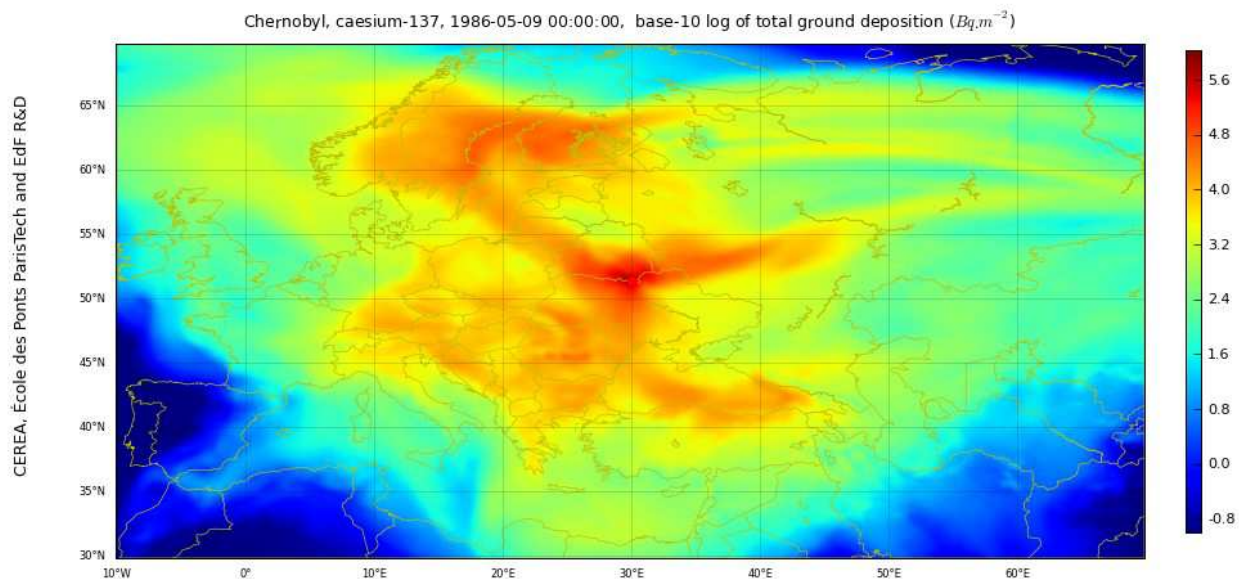 Chernobyl, caesium-137, 1986-05-09 00:00:00, base-10 log of total ground deposition (Bq.m⁻²)
CEREA, École des Ponts ParisTech and EdF R&D
65°N
60°N
55°N
50°N
45°N
40°N
35°N
30°N
10°W
0°
10°E
20°E
30°E
40°E
50°E
60°E
5.6
4.8
4.0
3.2
2.4
1.6
0.8
0.0
-0.8